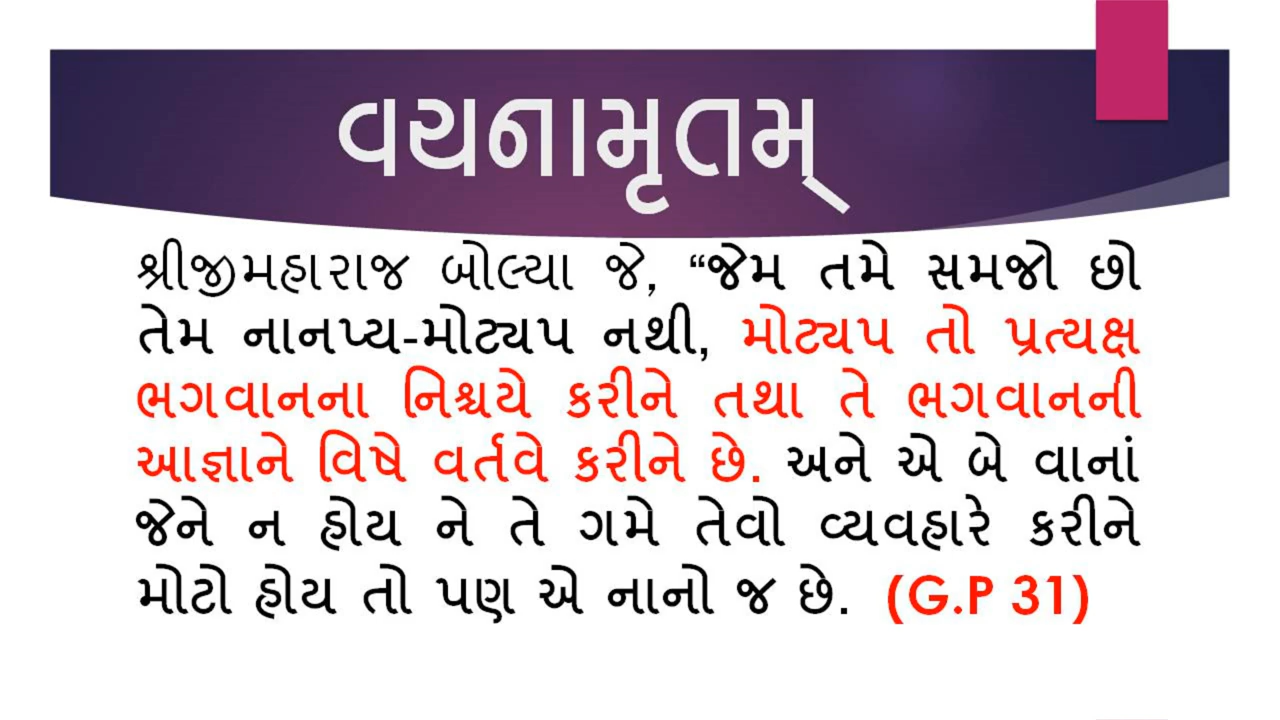 વચનામૃતમ્
શ્રીજીમહારાજ બોલ્યા જે, “જેમ તમે સમજો છો
તેમ નાનપ્ય-મોટ્યપ નથી, મોટ્યપ તો પ્રત્યક્ષ
ભગવાનના નિશ્ચયે કરીને તથા તે ભગવાનની
આજ્ઞાને વિષે વર્તવે કરીને છે. અને એ બે વાનાં
જેને ન હોય ને તે ગમે તેવો વ્યવહારે કરીને
મોટો હોય તો પણ એ નાનો જ છે. (G.P 31)